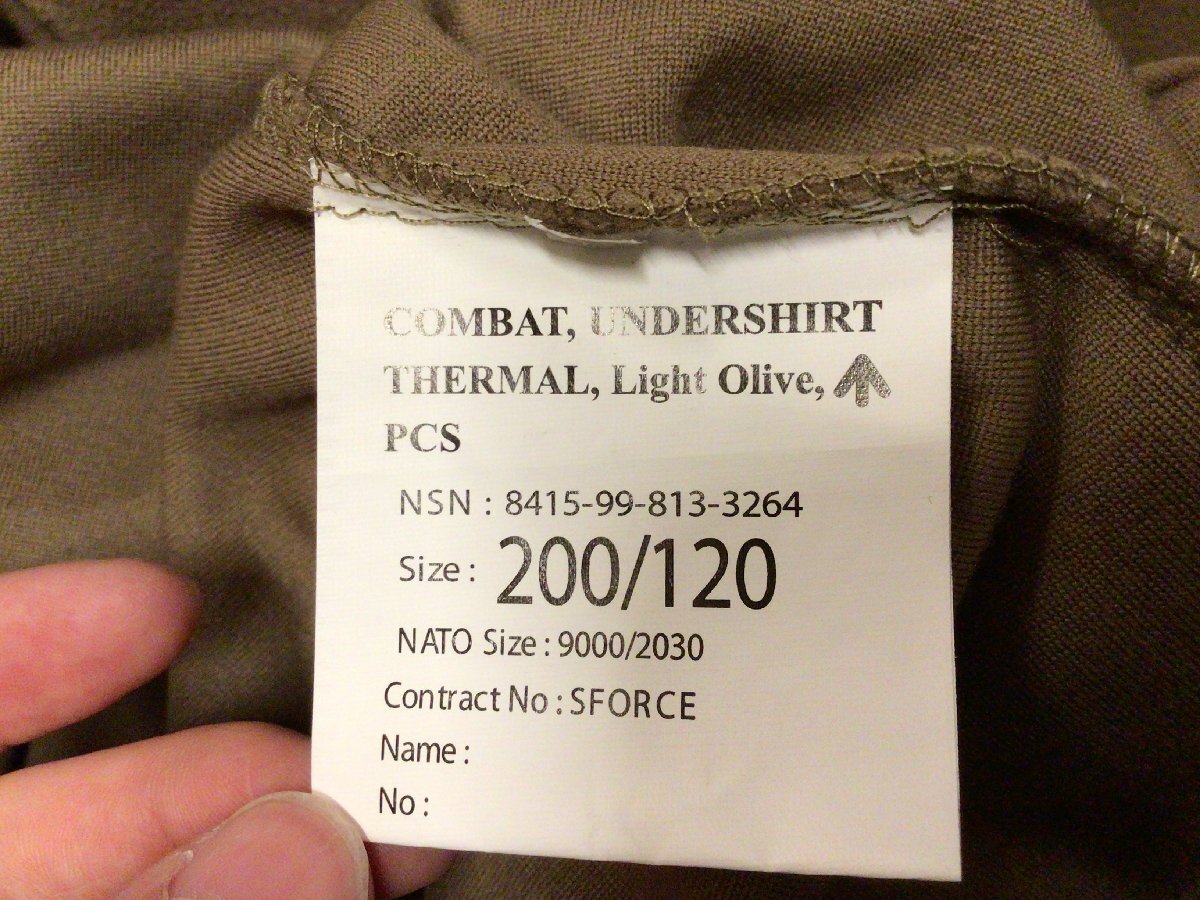 COMBAT, UNDERSHIRT
THERMAL, Light Olive,
PCS
NSN : 8415-99-813-3264
Size : 200/120
NATO Size : 9000/2030
Contract No : SFORCE
Name :
No :